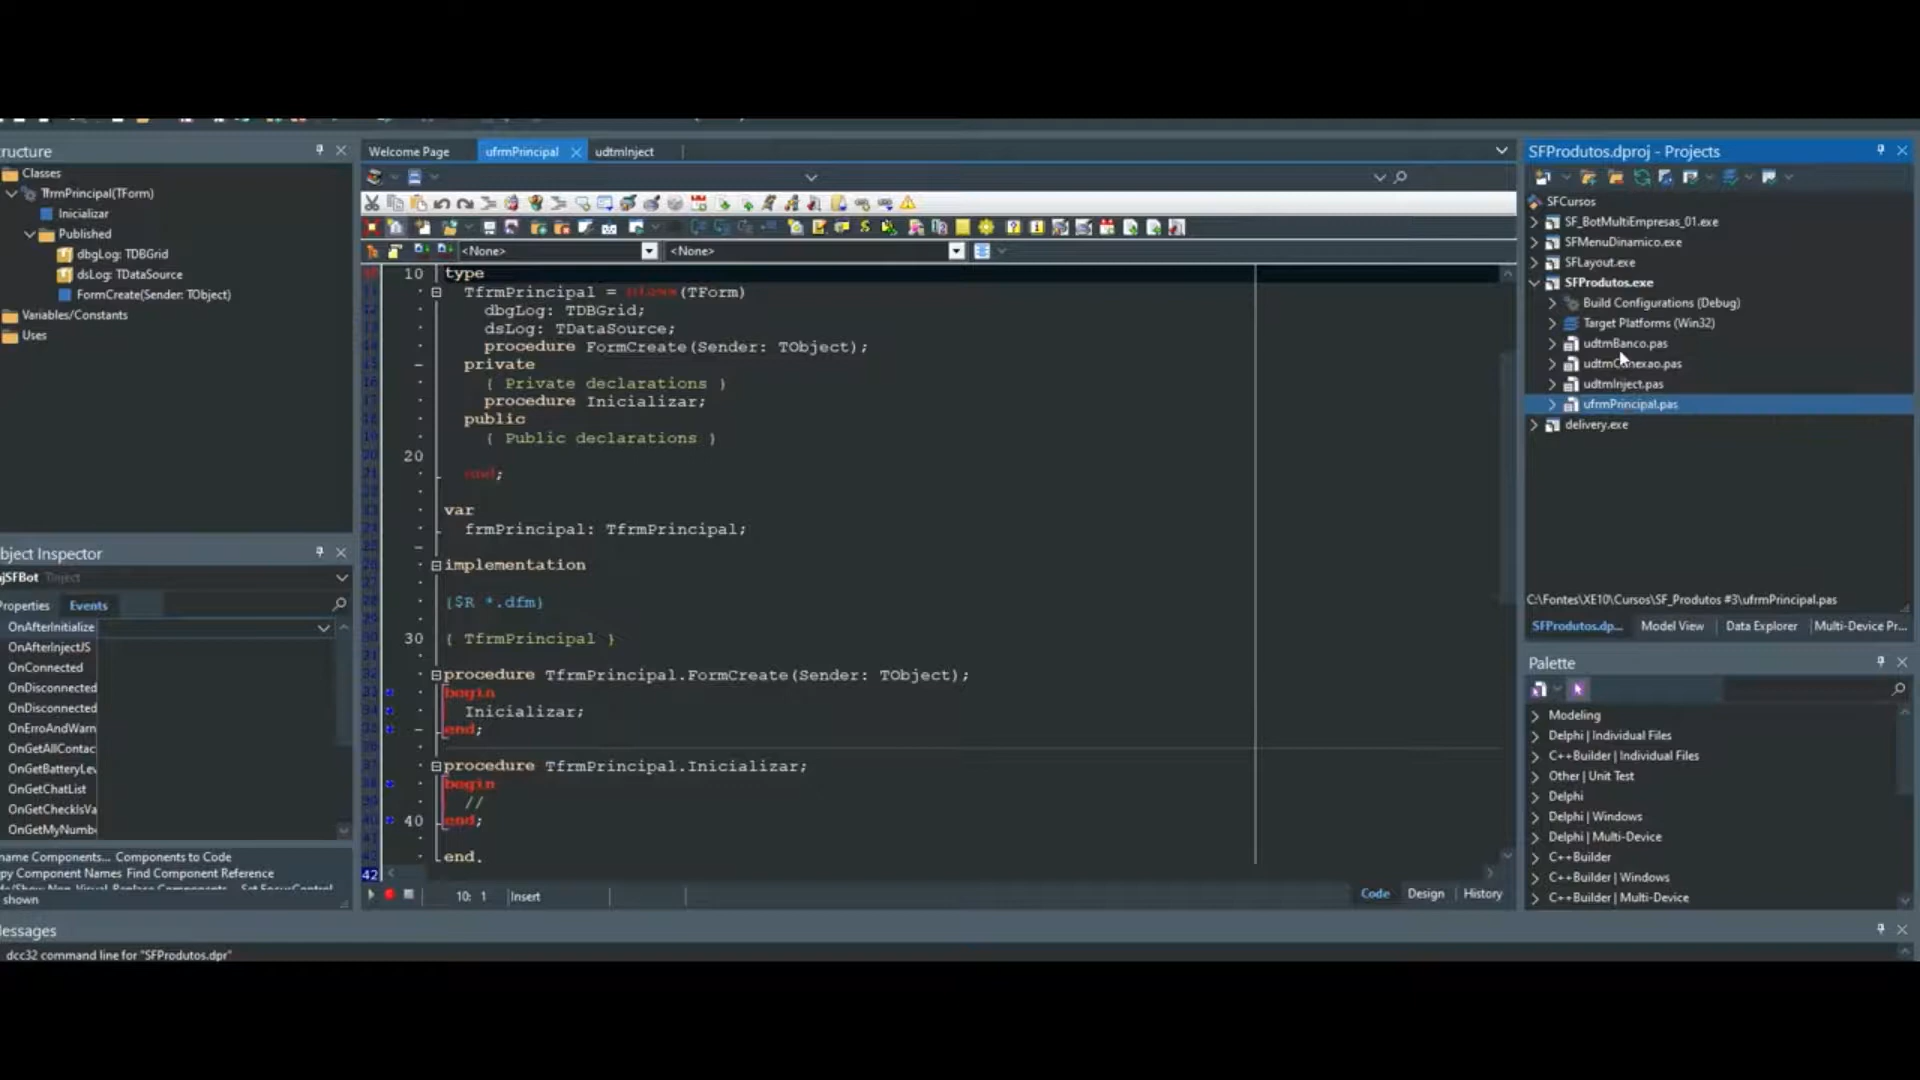 ructure
Classes
TfrmPrincipal(TForm)
Inicializar
Published
dbgLog: TDBGrid
dsLog: TDataSource
FormCreate(Sender: TObject)
Variables/Constants
Uses
bject Inspector
jSFBot TInject
Properties Events
OnAfterInitialize
OnAfterInjectJS
OnConnected
OnDisconnected
OnDisconnected
OnErroAndWarn
OnGetAllContac
OnGetBatteryLev
OnGetChatList
OnGetCheckIsVa
OnGetMyNumb
name Components... Components to Code
py Component Names Find Component Reference
shown
Welcome Page ufrmPrincipal udtmInject
<None> <None>
10 type
TfrmPrincipal = class(TForm)
dbgLog: TDBGrid;
dsLog: TDataSource;
procedure FormCreate(Sender: TObject);
private
{ Private declarations }
procedure Inicializar;
public
{ Public declarations }
20
end;
var
frmPrincipal: TfrmPrincipal;
implementation
{$R *.dfm}
30 { TfrmPrincipal }
procedure TfrmPrincipal.FormCreate(Sender: TObject);
begin
Inicializar;
end;
procedure TfrmPrincipal.Inicializar;
begin
//
40 end;
end.
42
10: 1 Insert
Code Design History
SFProdutos.dproj - Projects
SFCursos
SF_BotMultiEmpresas_01.exe
SFMenuDinamico.exe
SFLayout.exe
SFProdutos.exe
Build Configurations (Debug)
Target Platforms (Win32)
udtmBanco.pas
udtmConexao.pas
udtmInject.pas
ufrmPrincipal.pas
delivery.exe
C:\Fontes\XE10\Cursos\SF_Produtos #3\ufrmPrincipal.pas
SFProdutos.dp... Model View Data Explorer Multi-Device Pr...
Palette
Modeling
Delphi | Individual Files
C++Builder | Individual Files
Other | Unit Test
Delphi
Delphi | Windows
Delphi | Multi-Device
C++Builder
C++Builder | Windows
C++Builder | Multi-Device
essages
dcc32 command line for "SFProdutos.dpr"